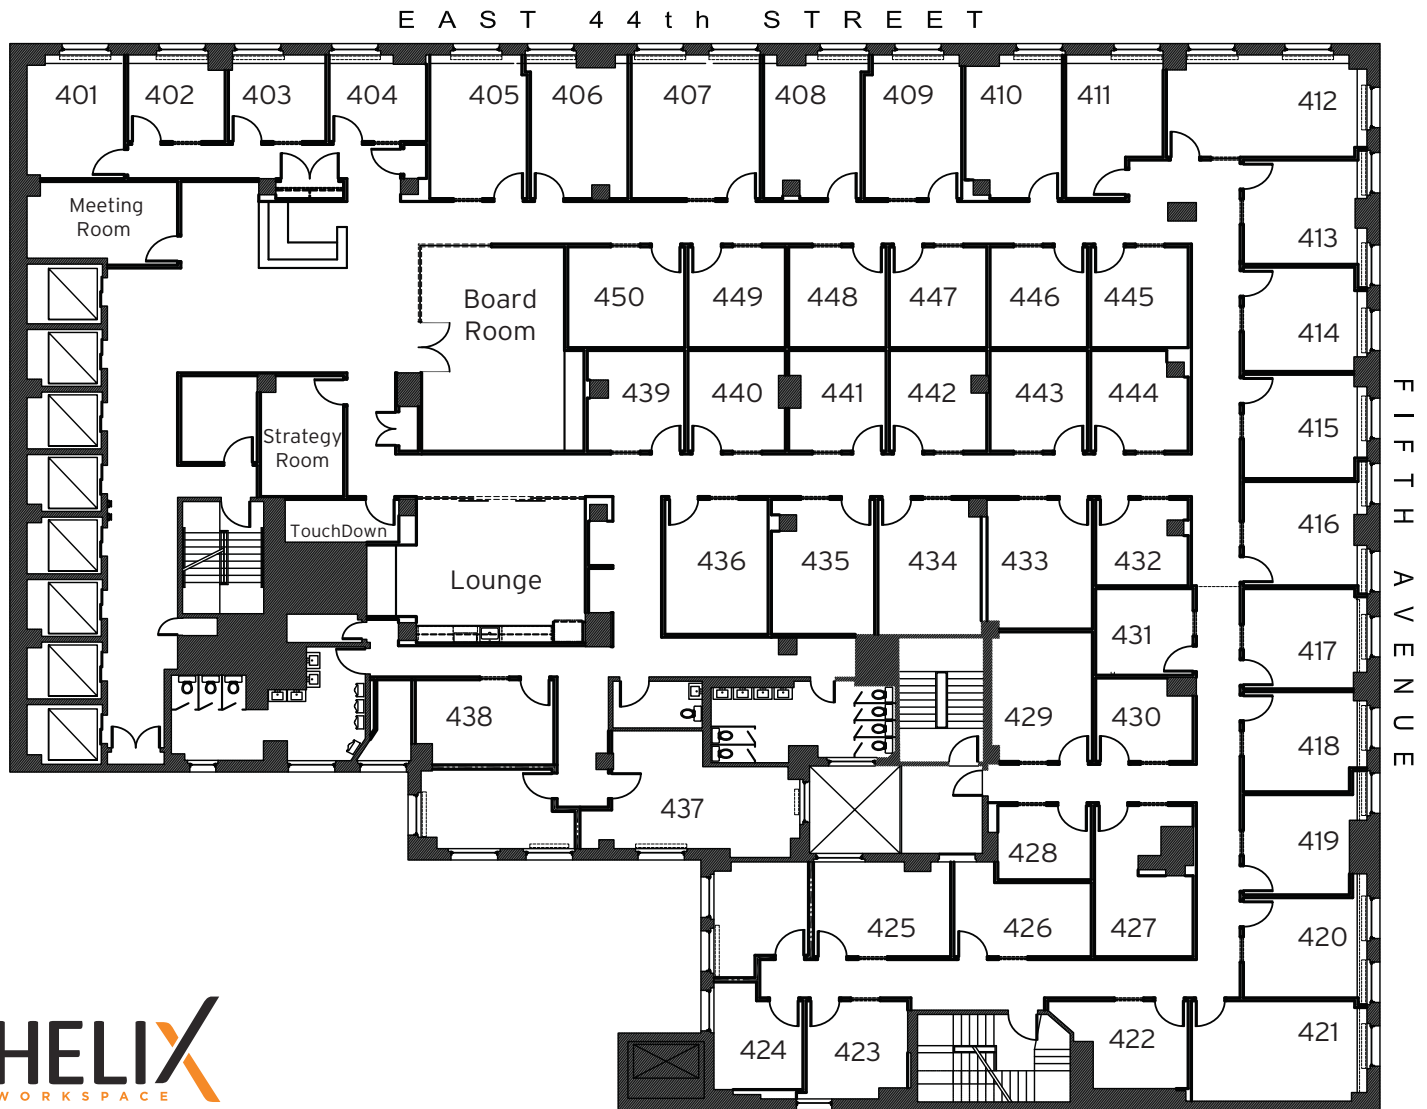 EAST 44th STREET
401 402 403 404 405 406 407 408 409 410 411 412
Meeting
Room
413
Board
Room
450 449 448 447 446 445
414
439 440 441 442 443 444
415
Strategy
Room
TouchDown
416
Lounge
436 435 434 433 432
431
417
438
429 430
418
437
428
419
425 426 427
420
424 423 422 421
FIFTH AVENUE
HELIX
WORKSPACE